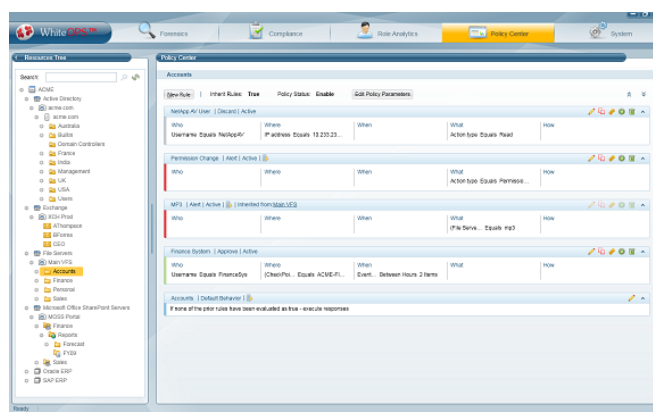 WhiteOPS™
Forensics
Compliance
Role Analytics
Policy Center
System
Resources Tree
Search:
ACME
Active Directory
acme.com
acme.com
Australia
Builtin
Domain Controllers
France
India
Management
UK
USA
Users
Exchange
XCH Prod
AThompson
BForres
CEO
File Servers
Main VFS
Accounts
Finance
Personal
Sales
Microsoft Office SharePoint Servers
MOSS Portal
Finance
Reports
Forecast
FY09
Sales
Oracle ERP
SAP ERP
Policy Center
Accounts
New Rule | Inherit Rules: True Policy Status: Enable Edit Policy Parameters
NetApp AV User | Discard | Active
Who Where When What How
Username Equals NetAppAV IP address Equals 10.233.23... Action type Equals Read
Permission Change | Alert | Active |
Who Where When What How
Action type Equals Permissio...
MP3 | Alert | Active | | Inherited from: Main VFS
Who Where When What How
(File Serve... Equals mp3
Finance System | Approve | Active
Who Where When What How
Username Equals FinanceSys (CheckPoi... Equals ACME-FI... Event... Between Hours 2 Items
Accounts | Default Behavior |
If none of the prior rules have been evaluated as true - execute responses
Ready